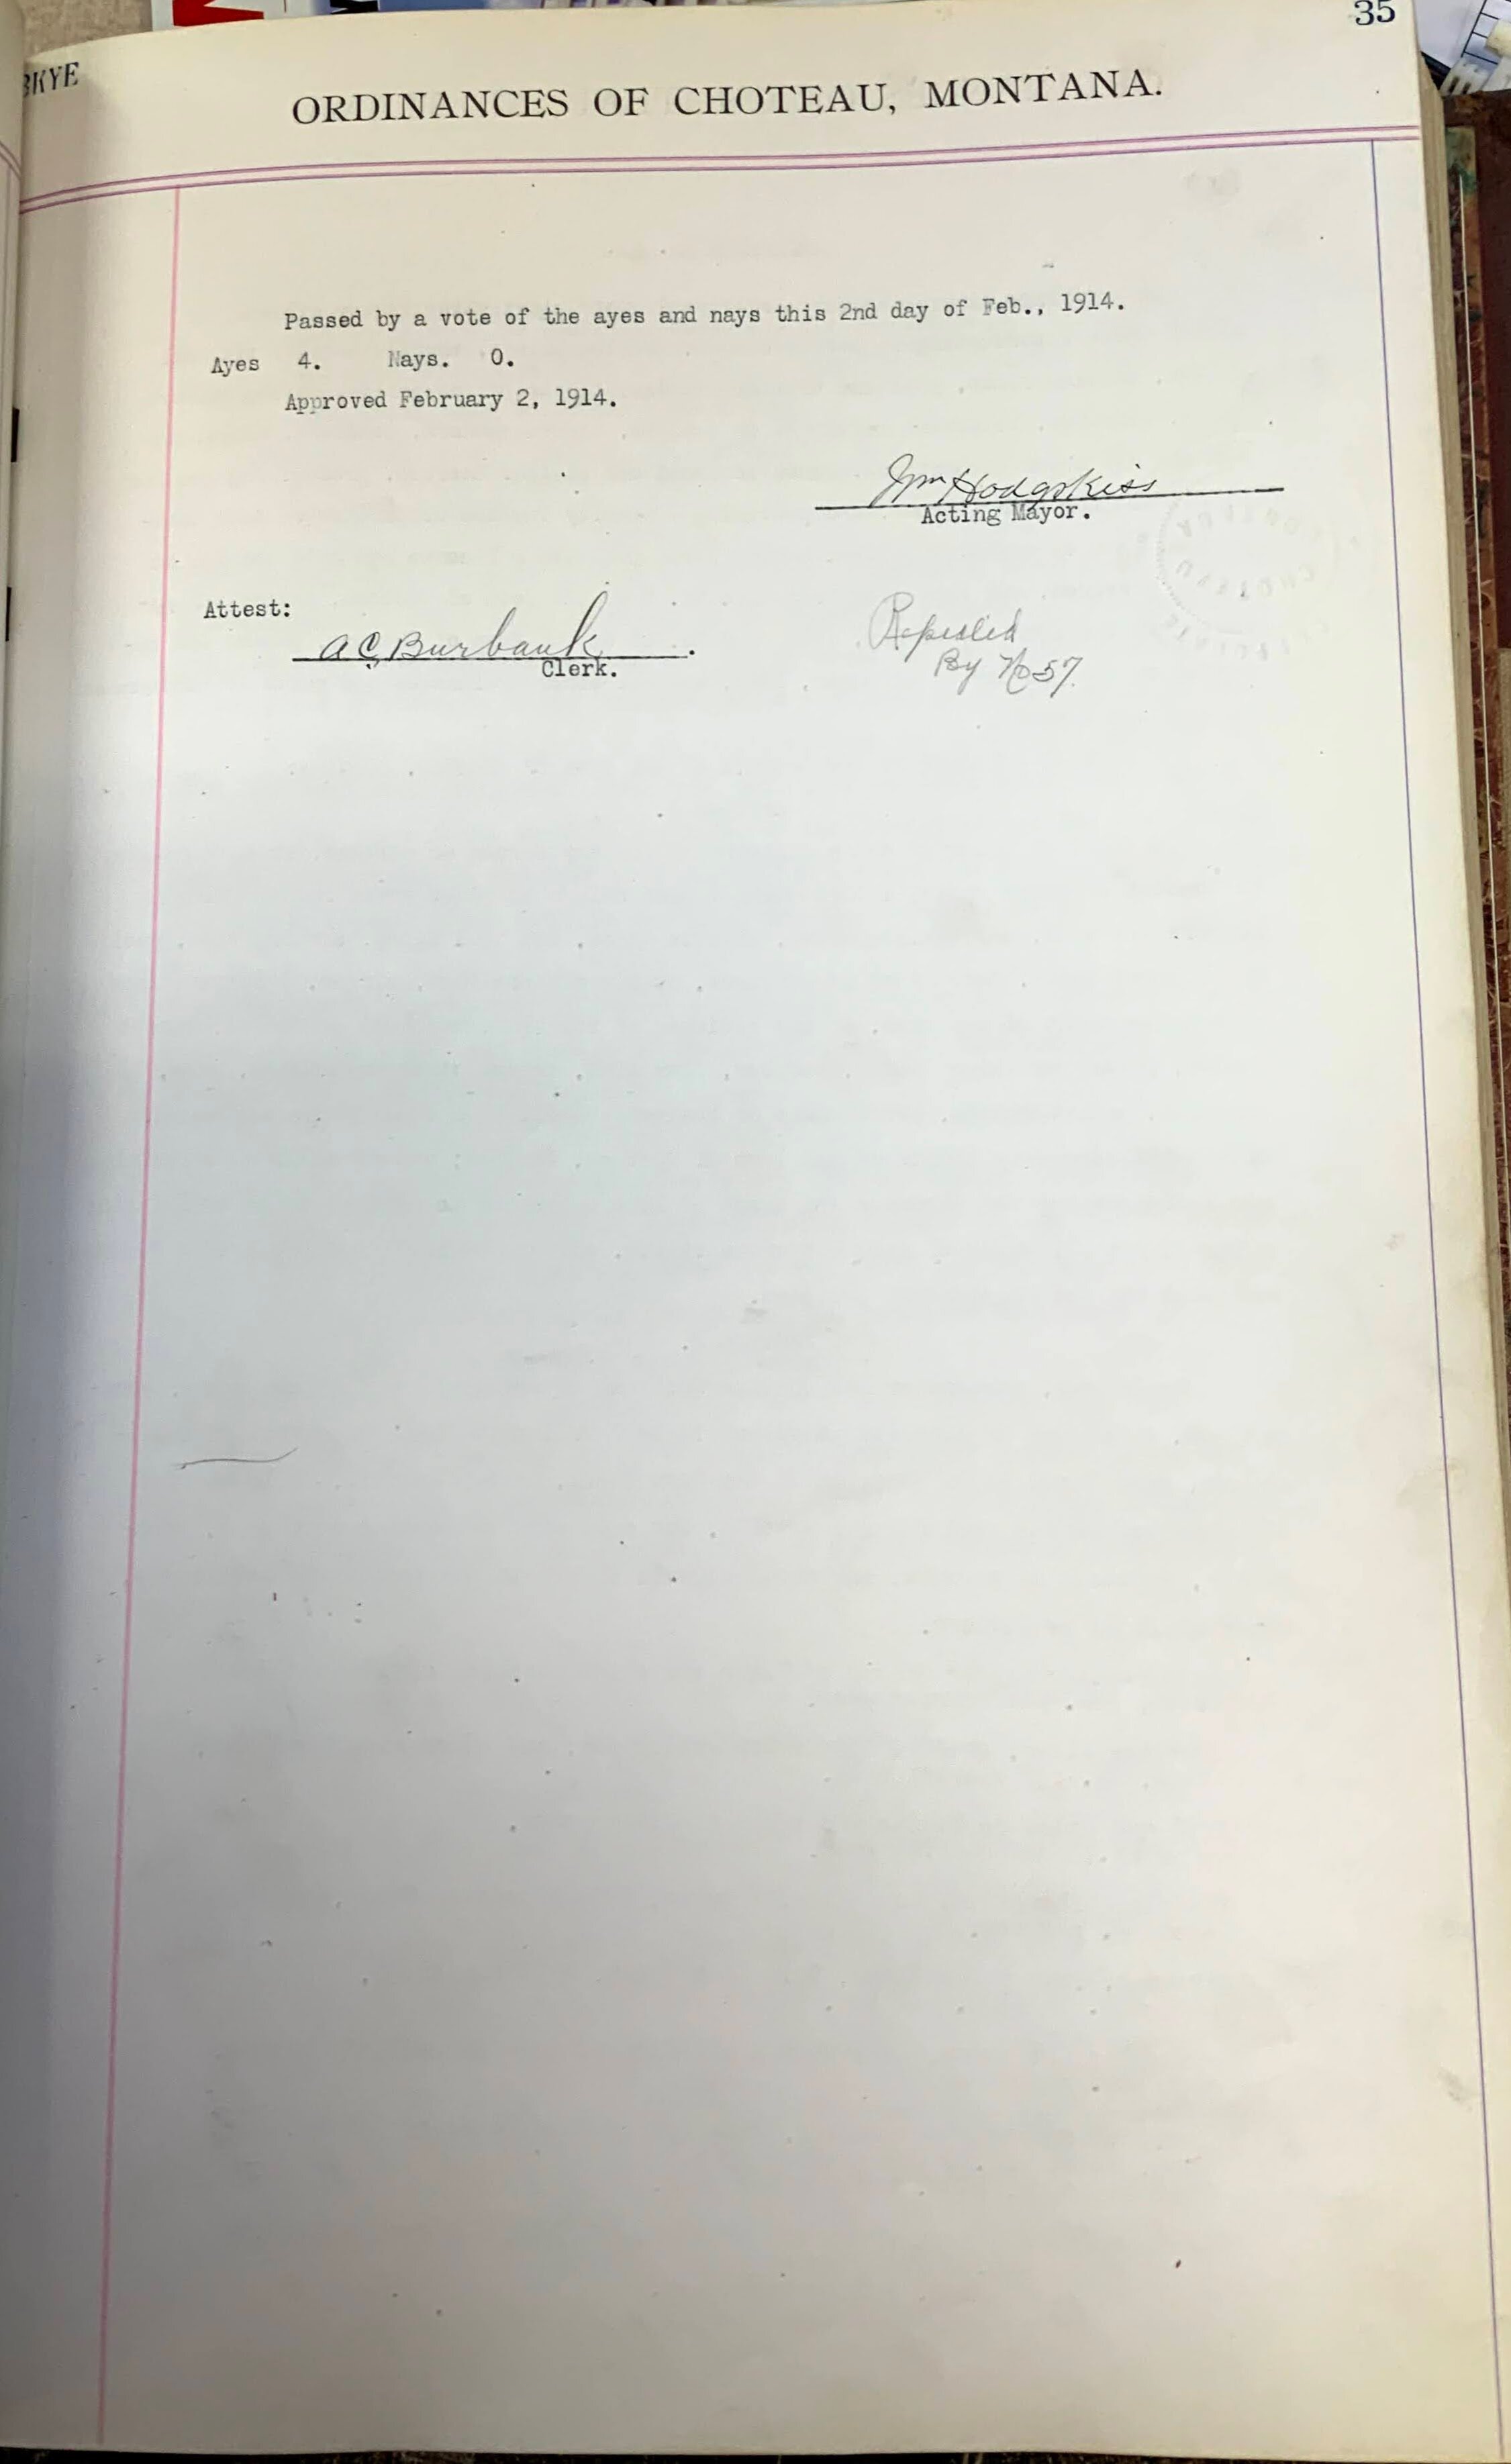 35
ORDINANCES OF CHOTEAU, MONTANA.
Passed by a vote of the ayes and nays this 2nd day of Feb., 1914.
Ayes 4. Nays. 0.
Approved February 2, 1914.
Wm Hodgskiss
Acting Mayor.
Attest:
A C Burbank.
Clerk.
Repealed
By No 57.